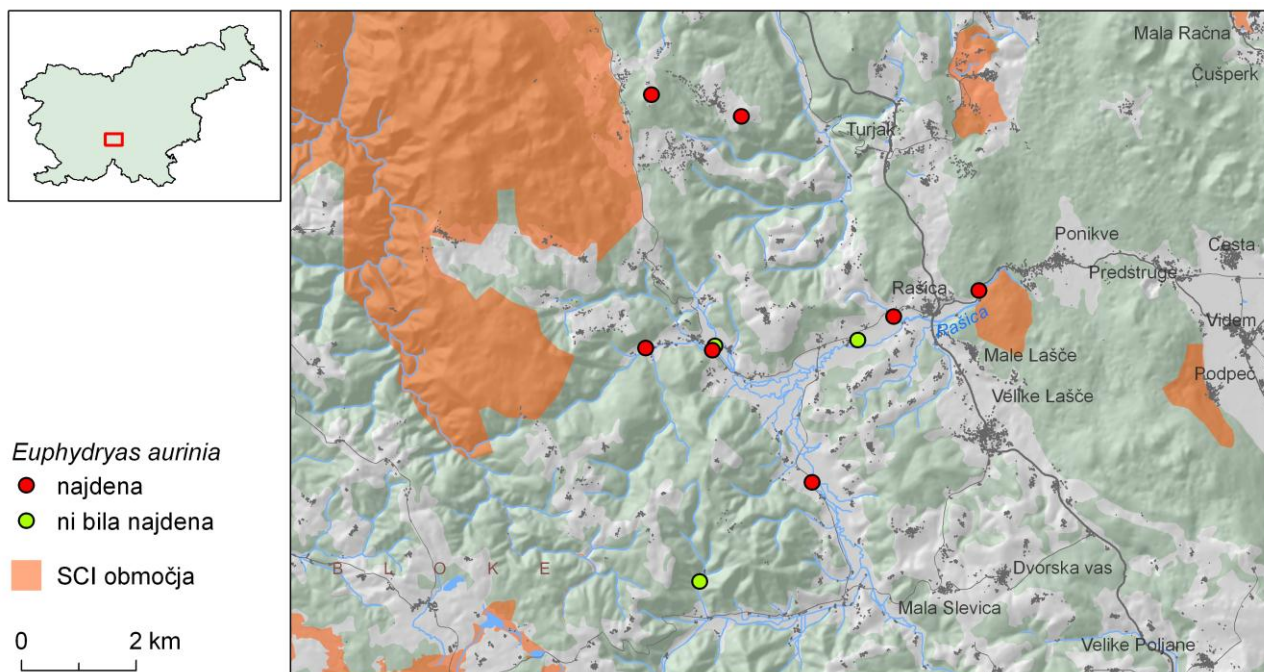 Mala Račna
Čušperk
Turjak
Ponikve
Cesta
Predstruge
Rašica
Rašica
Videm
Male Lašče
Podpeč
Velike Lašče
Euphydryas aurinia
najdena
ni bila najdena
SCI območja
BLOKE
Dvorska vas
Mala Slevica
Velike Poljane
0 2 km